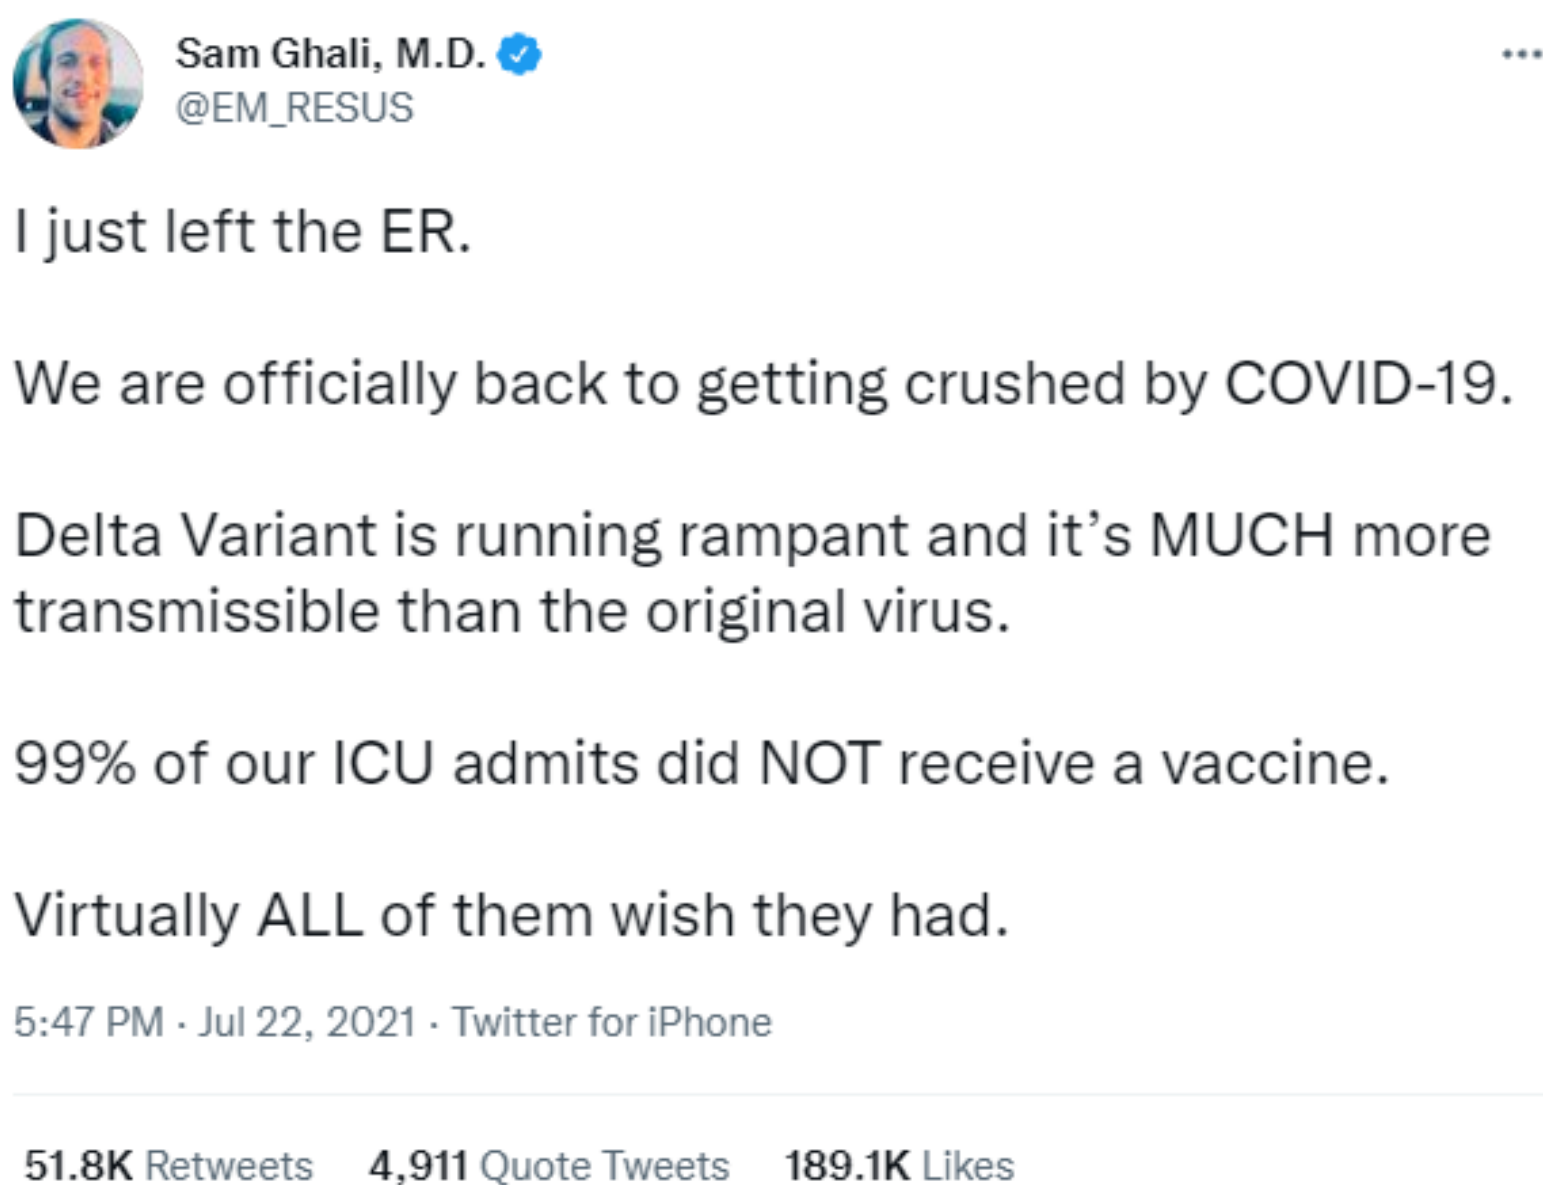 Sam Ghali, M.D.
@EM_RESUS
I just left the ER.
We are officially back to getting crushed by COVID-19.
Delta Variant is running rampant and it’s MUCH more
transmissible than the original virus.
99% of our ICU admits did NOT receive a vaccine.
Virtually ALL of them wish they had.
5:47 PM · Jul 22, 2021 · Twitter for iPhone
51.8K Retweets 4,911 Quote Tweets 189.1K Likes